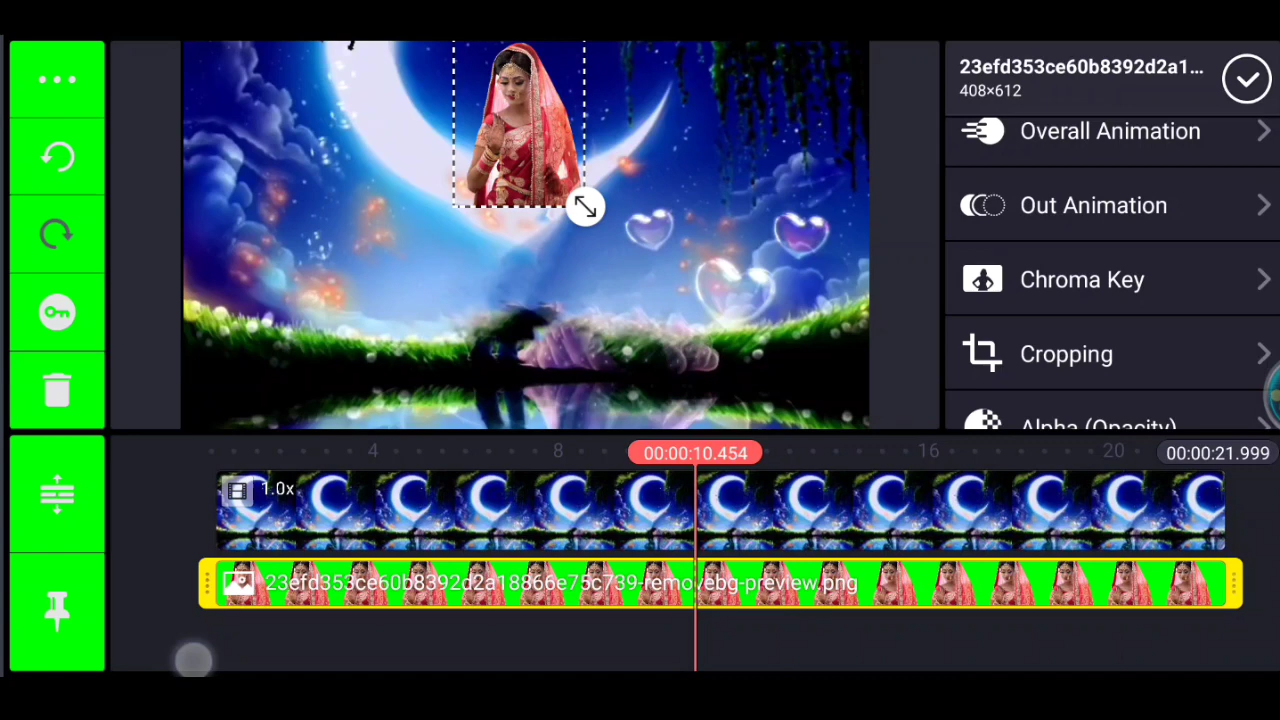 23efd353ce60b8392d2a1...
408×612
Overall Animation
Out Animation
Chroma Key
Cropping
Alpha (Opacity)
4
8
00:00:10.454
16
20
00:00:21.999
1.0x
23efd353ce60b8392d2a18866e75c739-removebg-preview.png